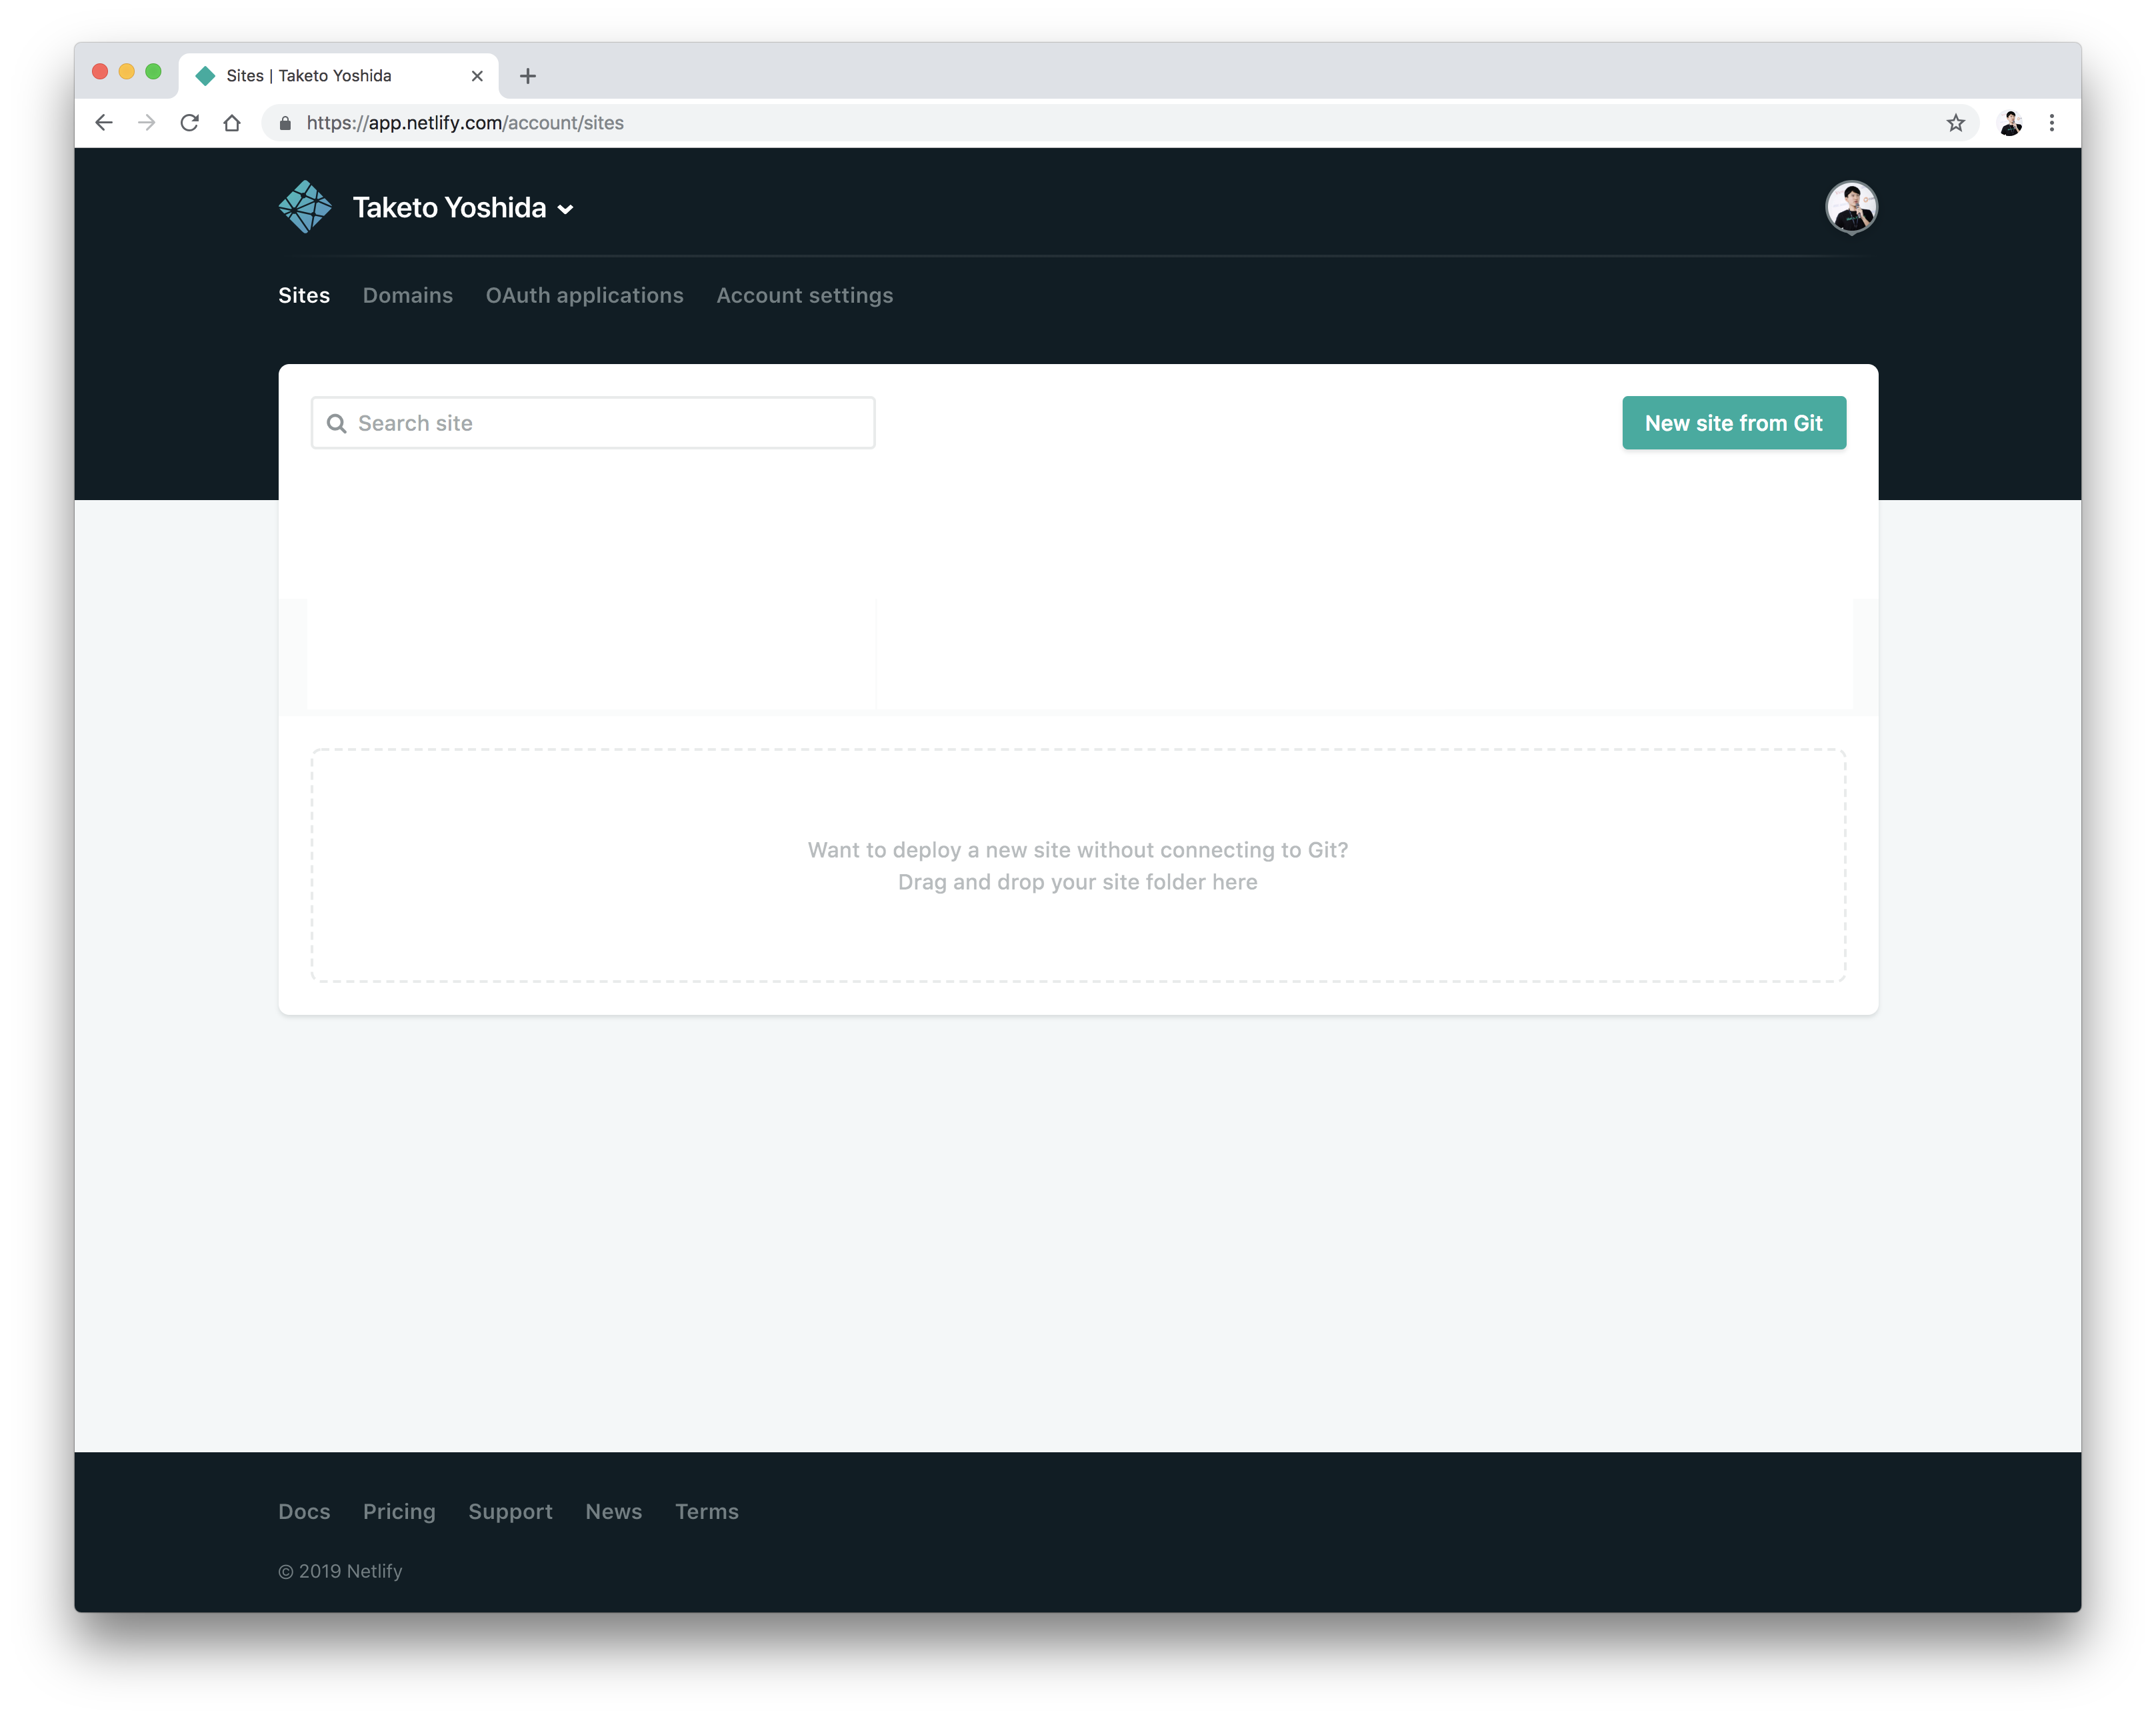 Sites | Taketo Yoshida
https://app.netlify.com/account/sites
Taketo Yoshida
Sites Domains OAuth applications Account settings
Search site New site from Git
Want to deploy a new site without connecting to Git?
Drag and drop your site folder here
Docs Pricing Support News Terms
© 2019 Netlify